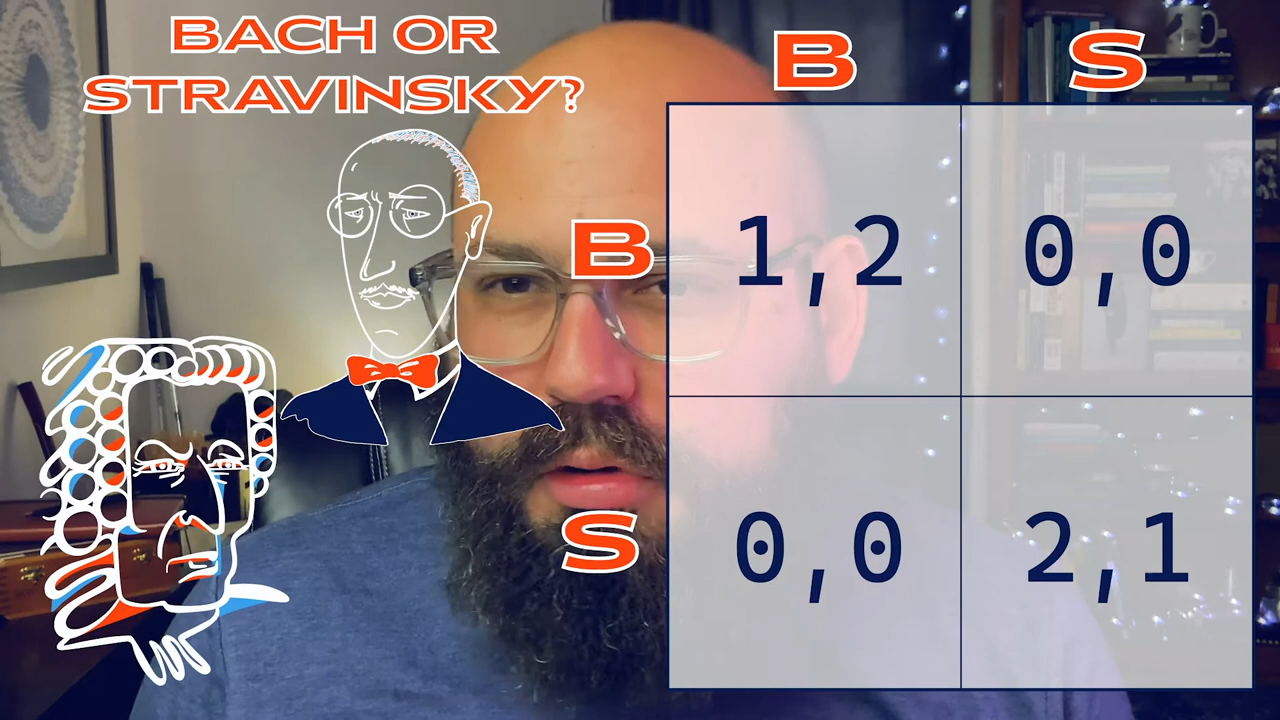 BACH OR
STRAVINSKY?
B S
B 1,2 0,0
S 0,0 2,1